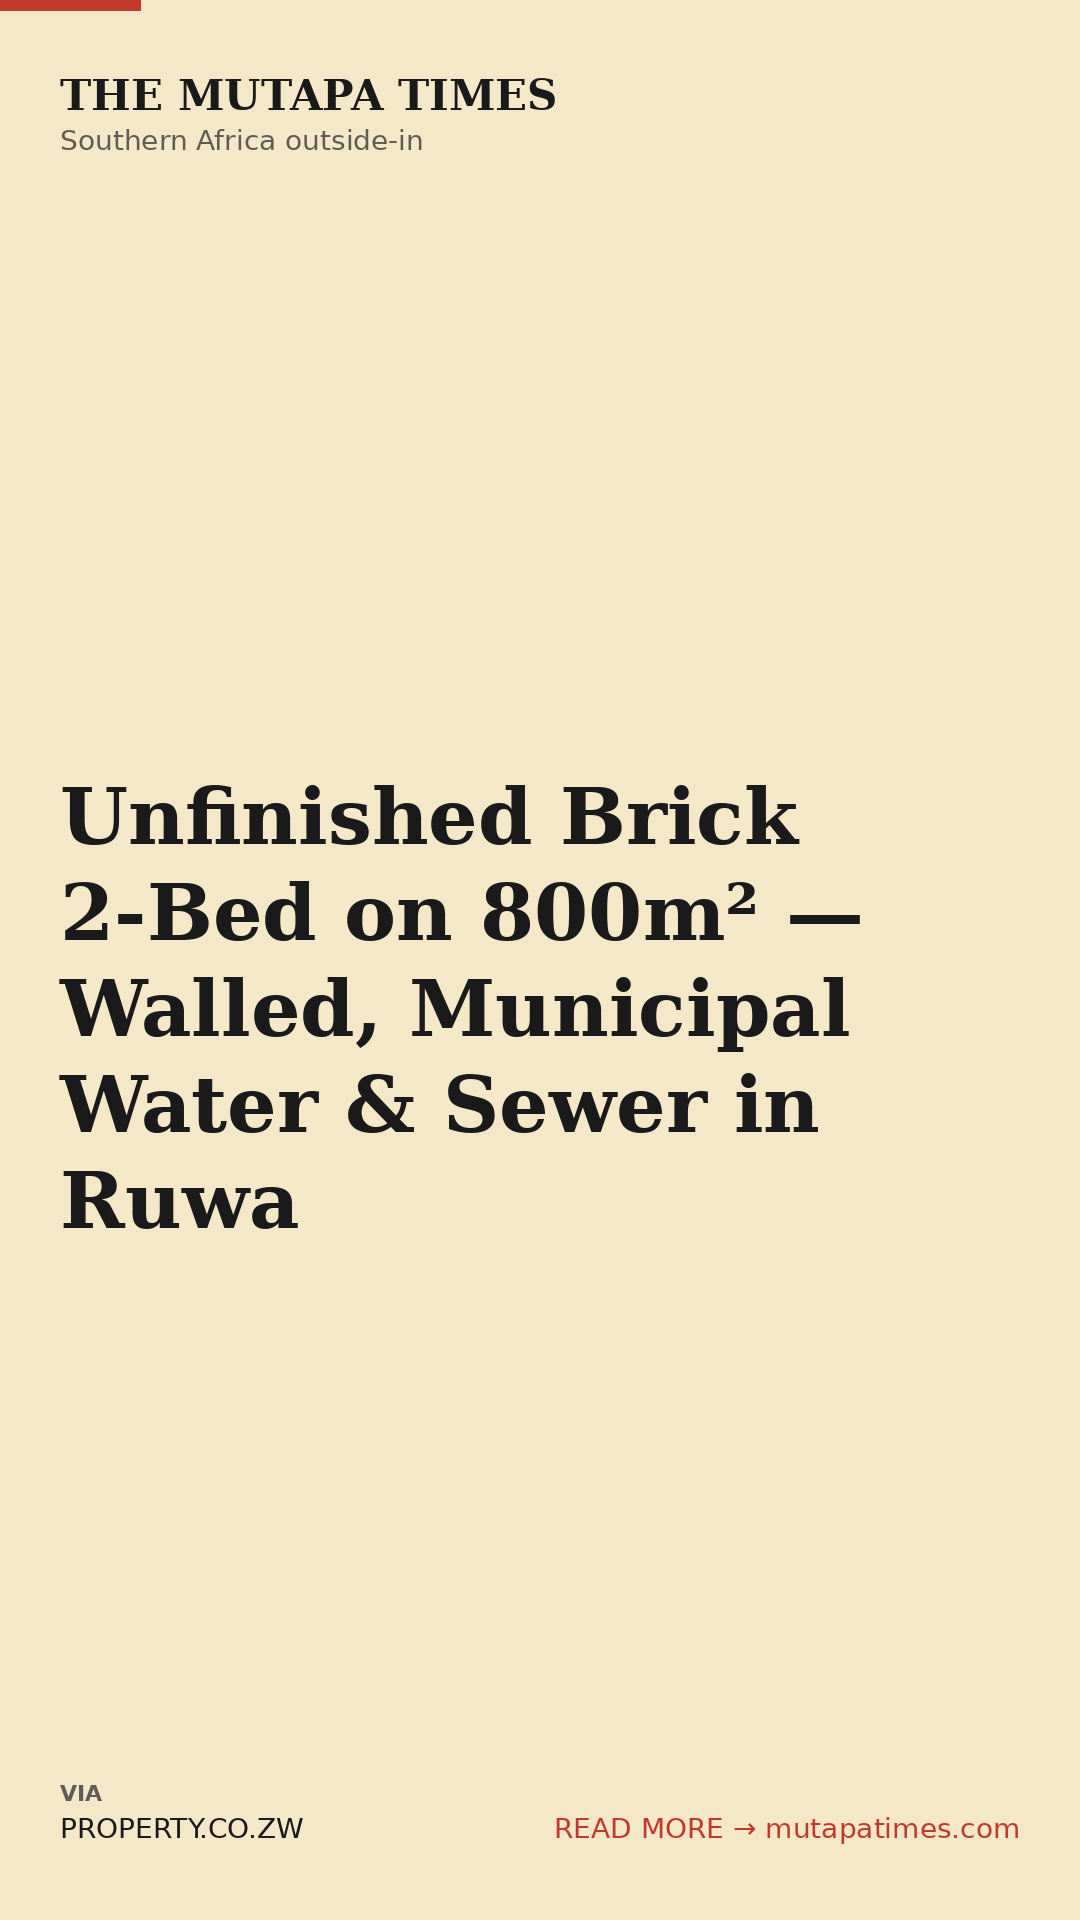 THE MUTAPA TIMES
Southern Africa outside-in
Unfinished Brick
2-Bed on 800m² —
Walled, Municipal
Water & Sewer in
Ruwa
VIA
PROPERTY.CO.ZW
READ MORE → mutapatimes.com